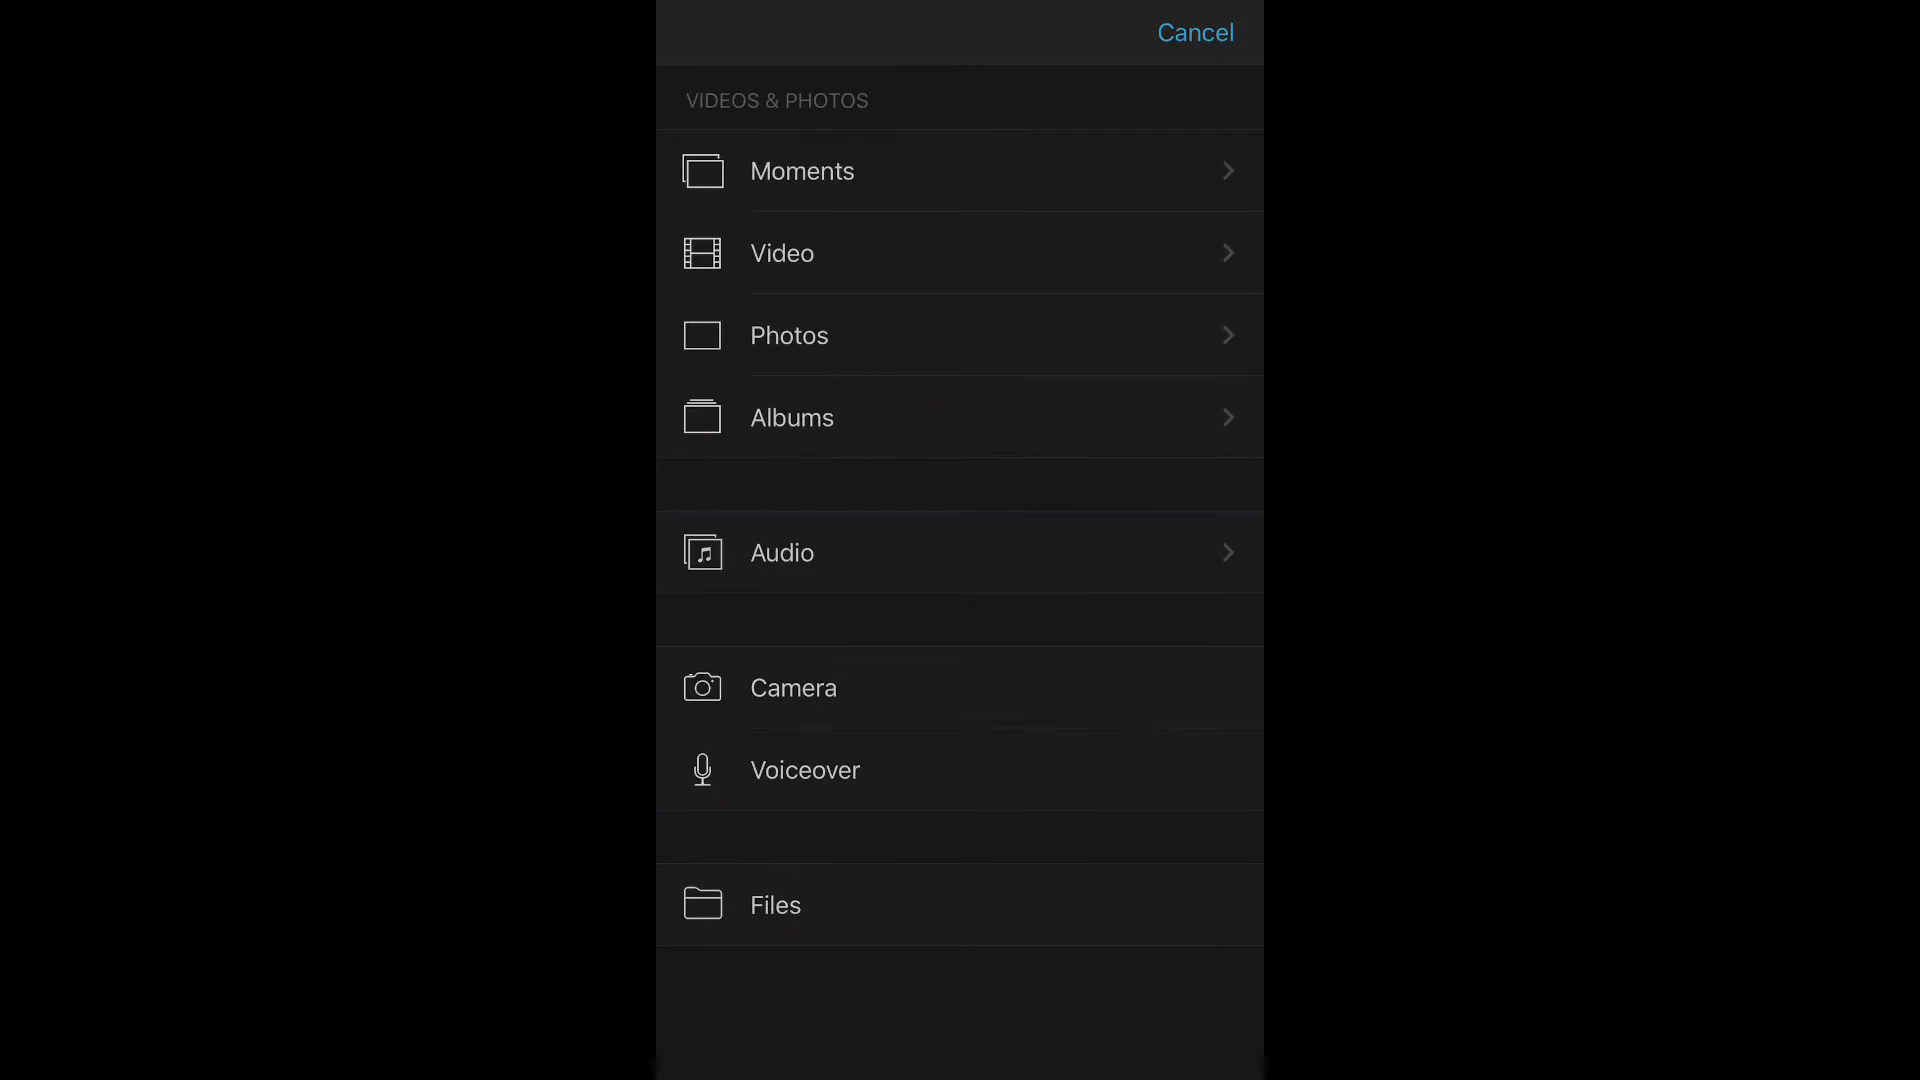 Cancel
VIDEOS & PHOTOS
Moments
Video
Photos
Albums
Audio
Camera
Voiceover
Files